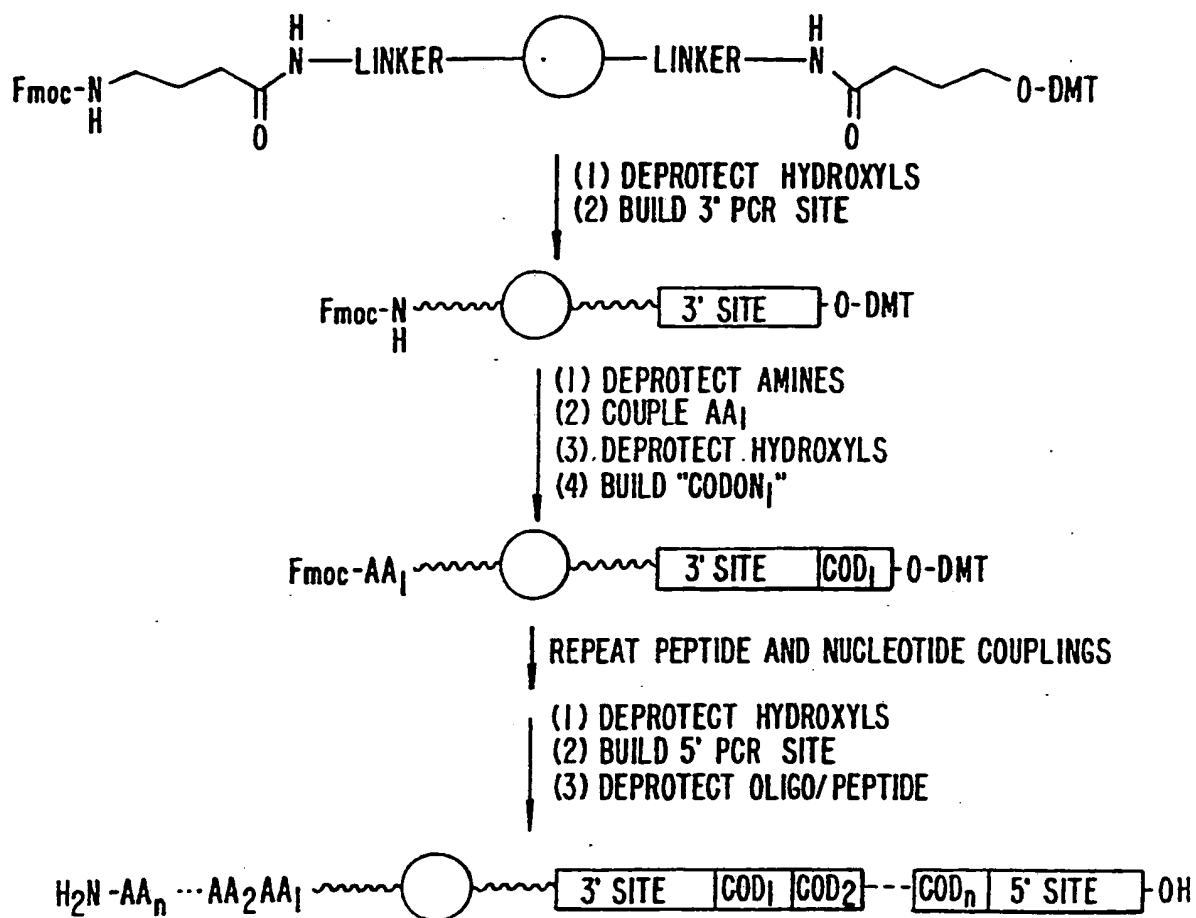 H
N—LINKER—
—LINKER—N
H
Fmoc-N
H
O
O
O-DMT
(1) DEPROTECT HYDROXYLS
(2) BUILD 3' PCR SITE
Fmoc-N
H
3' SITE
O-DMT
(1) DEPROTECT AMINES
(2) COUPLE AA1
(3). DEPROTECT HYDROXYLS
(4) BUILD "CODON1"
Fmoc-AA1
3' SITE COD1 O-DMT
REPEAT PEPTIDE AND NUCLEOTIDE COUPLINGS
(1) DEPROTECT HYDROXYLS
(2) BUILD 5' PCR SITE
(3) DEPROTECT OLIGO/PEPTIDE
H2N-AAn ···AA2AA1
3' SITE COD1 COD2 --- CODn 5' SITE OH